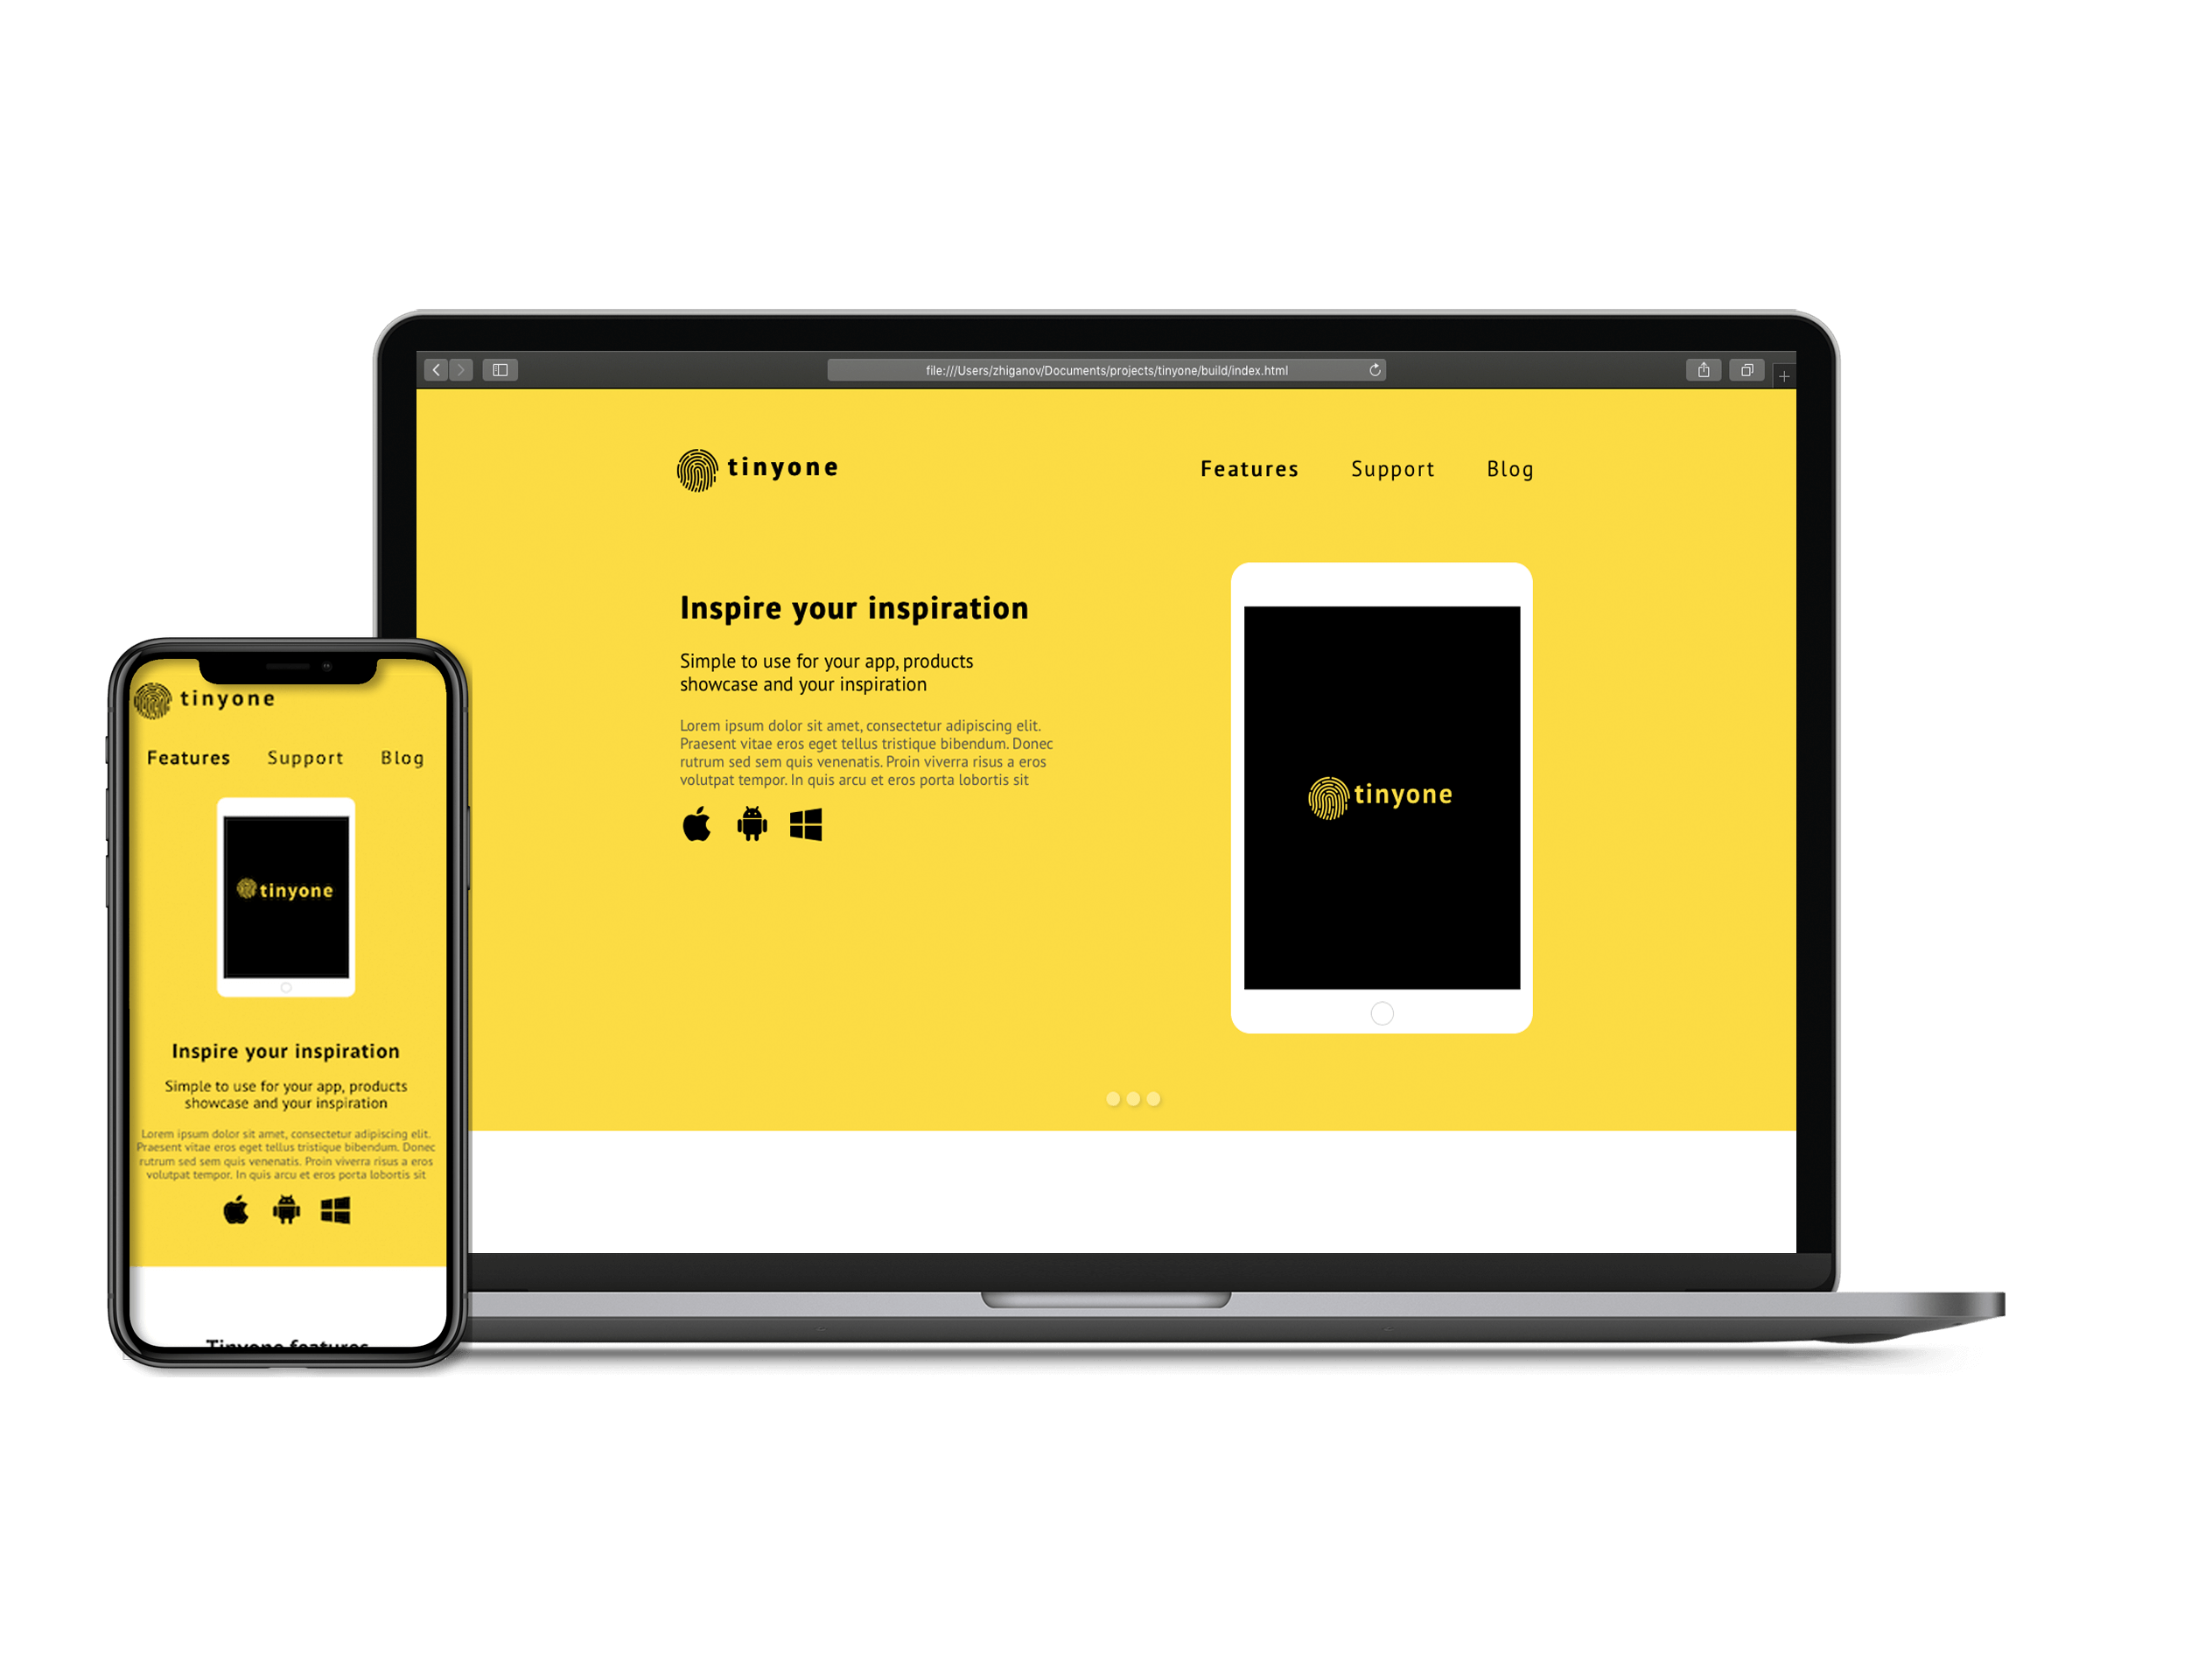 file:///Users/zhiganov/Documents/projects/tinyone/build/index.html
tinyone
Features Support Blog
Inspire your inspiration
Simple to use for your app, products
showcase and your inspiration
Lorem ipsum dolor sit amet, consectetur adipiscing elit.
Praesent vitae eros eget tellus tristique bibendum. Donec
rutrum sed sem quis venenatis. Proin viverra risus a eros
volutpat tempor. In quis arcu et eros porta lobortis sit
tinyone
tinyone
Features Support Blog
tinyone
Inspire your inspiration
Simple to use for your app, products
showcase and your inspiration
Lorem ipsum dolor sit amet, consectetur adipiscing elit.
Praesent vitae eros eget tellus tristique bibendum. Donec
rutrum sed sem quis venenatis. Proin viverra risus a eros
volutpat tempor. In quis arcu et eros porta lobortis sit
Tinyone features